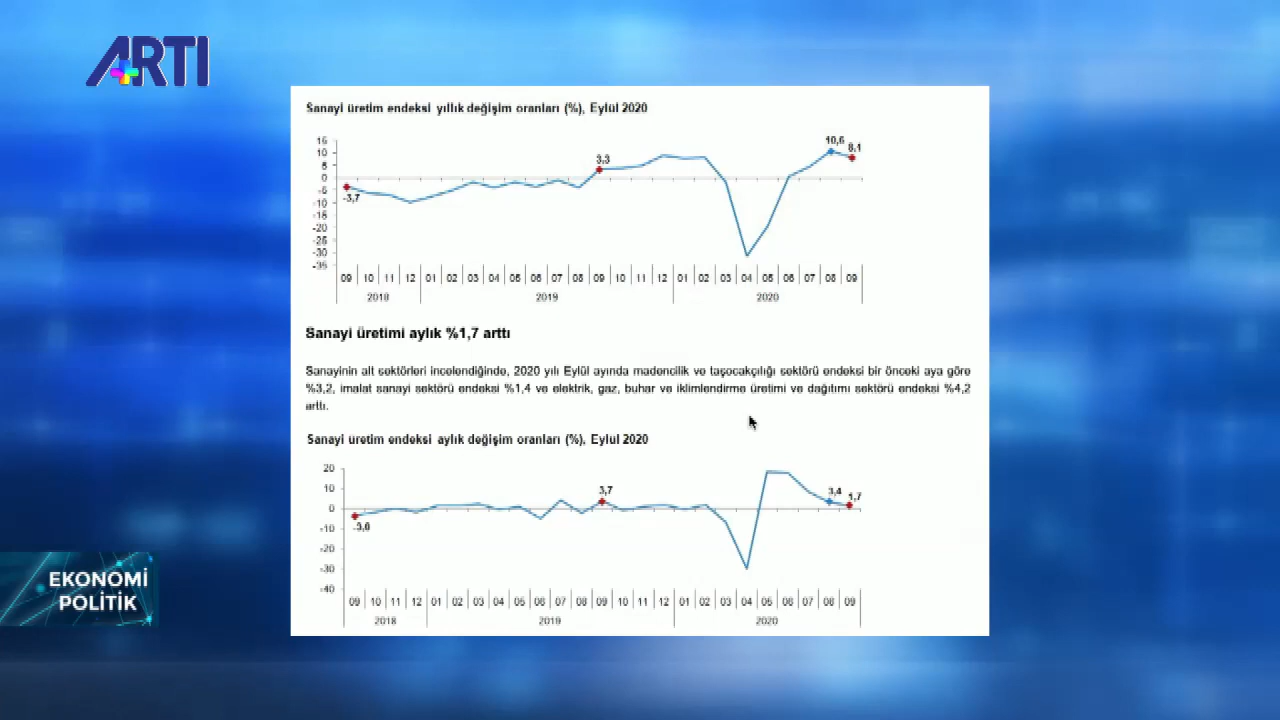 ARTI
Sanayi üretim endeksi yıllık değişim oranları (%), Eylül 2020
15
10
5
0
-5
-10
-15
-20
-25
-30
-35
-3,7
3,3
10,6
8,1
09 10 11 12 01 02 03 04 05 06 07 08 09 10 11 12 01 02 03 04 05 06 07 08 09
2018 2019 2020
Sanayi üretimi aylık %1,7 arttı
Sanayinin alt sektörleri incelendiğinde, 2020 yılı Eylül ayında madencilik ve taşocakçılığı sektörü endeksi bir önceki aya göre
%3,2, imalat sanayi sektörü endeksi %1,4 ve elektrik, gaz, buhar ve iklimlendirme üretimi ve dağıtımı sektörü endeksi %4,2
arttı.
Sanayi üretim endeksi aylık değişim oranları (%), Eylül 2020
20
10
0
-10
-20
-30
-40
3,7
3,4
1,7
09 10 11 12 01 02 03 04 05 06 07 08 09 10 11 12 01 02 03 04 05 06 07 08 09
2018 2019 2020
EKONOMİ
POLİTİK